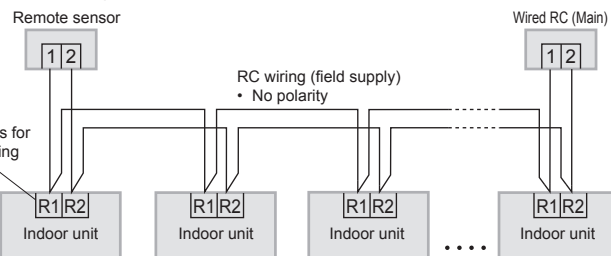 Remote sensor
Wired RC (Main)
1 2
1 2
RC wiring (field supply)
• No polarity
s for
ing
R1 R2
R1 R2
R1 R2
R1 R2
Indoor unit
Indoor unit
Indoor unit
Indoor unit